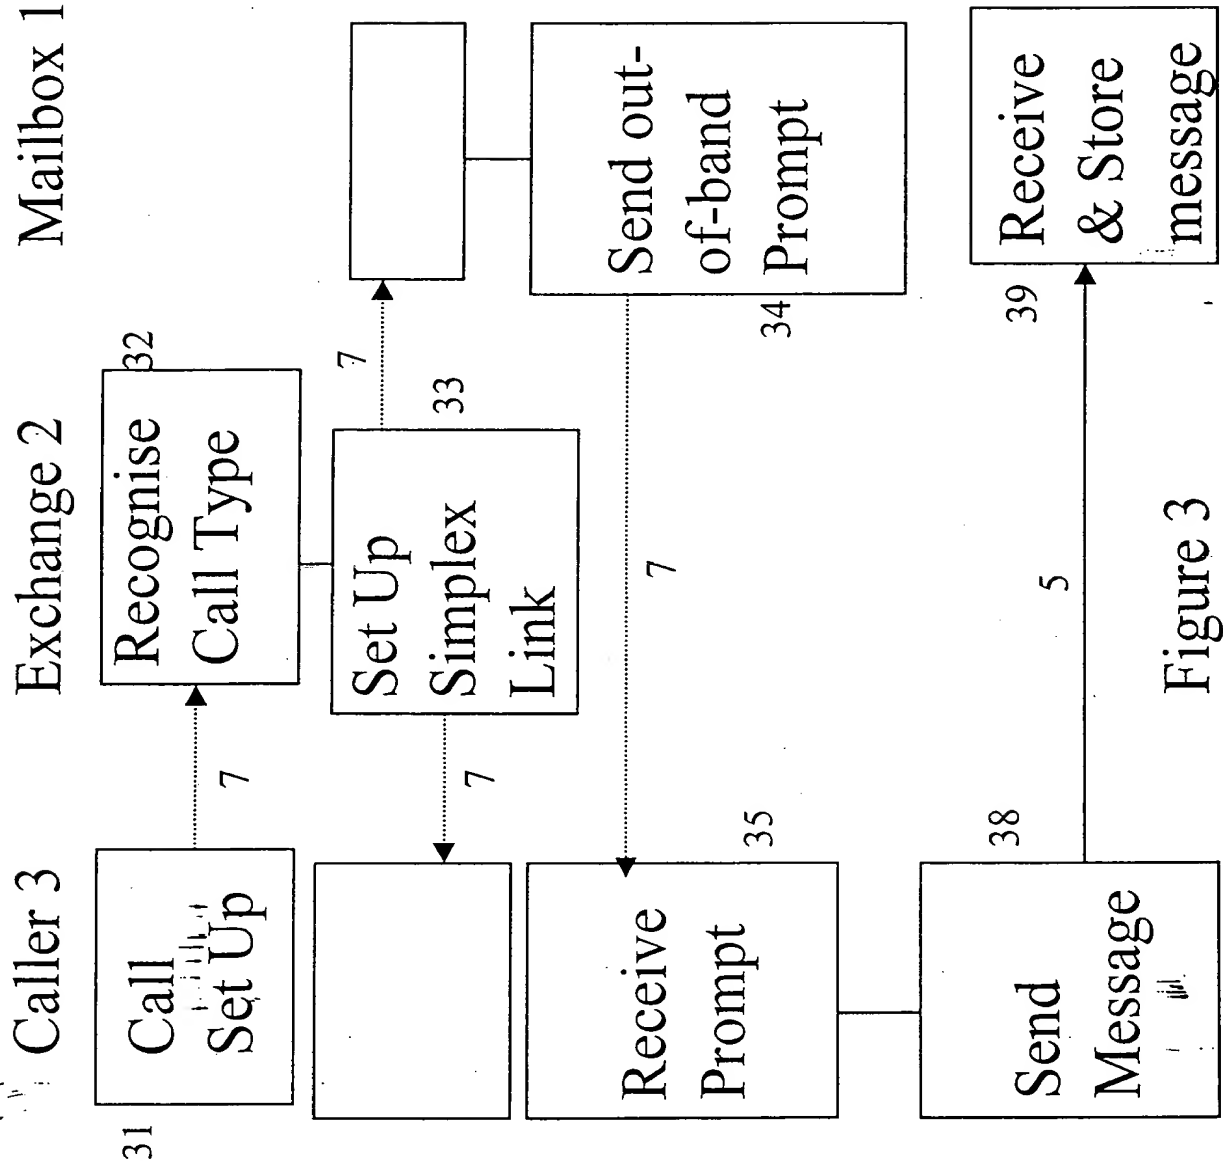 Caller 3
Exchange 2
Mailbox 1
31
Call
Set Up
7
Recognise
Call Type
32
Set Up
Simplex
Link
33
7
7
Send out-
of-band
Prompt
34
7
Receive
Prompt
35
Send
Message
38
5
Receive
& Store
message
39
Figure 3